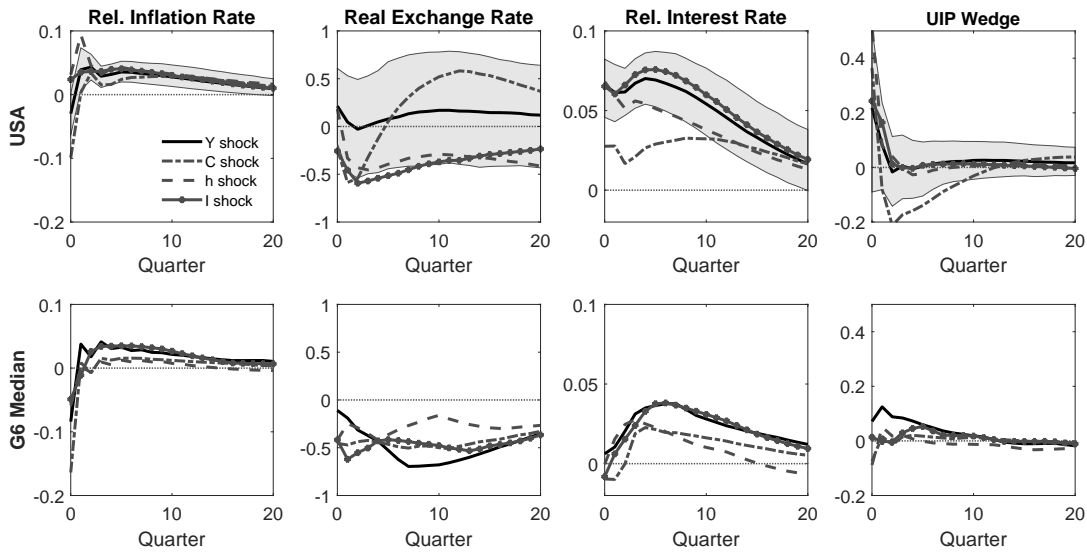 Rel. Inflation Rate
Real Exchange Rate
Rel. Interest Rate
UIP Wedge
USA
0.1
0
-0.1
-0.2
Y shock
C shock
h shock
I shock
0 10 20
Quarter
1
0.5
0
-0.5
-1
0 10 20
Quarter
0.1
0.05
0
0 10 20
Quarter
0.4
0.2
0
-0.2
0 10 20
Quarter
G6 Median
0.1
0
-0.1
-0.2
0 10 20
Quarter
1
0.5
0
-0.5
-1
0 10 20
Quarter
0.1
0.05
0
0 10 20
Quarter
0.4
0.2
0
-0.2
0 10 20
Quarter